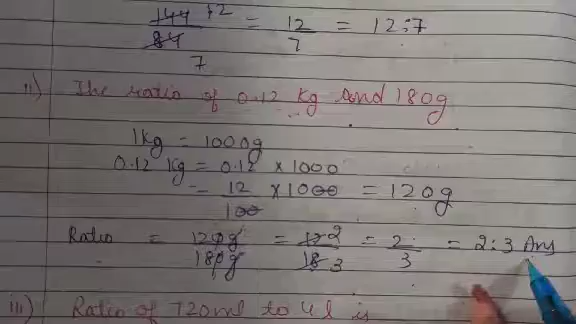 144 12 = 12 = 12:7
84 7
7
ii) The ratio of 0.12 Kg and 180g
1kg = 1000g
0.12 kg = 0.12 × 1000
= 12 × 1000 = 120g
100
Ratio = 120g = 12 2 = 2 = 2:3 Ans
180g 18 3 3
iii) Ratio of 720ml to 4l is